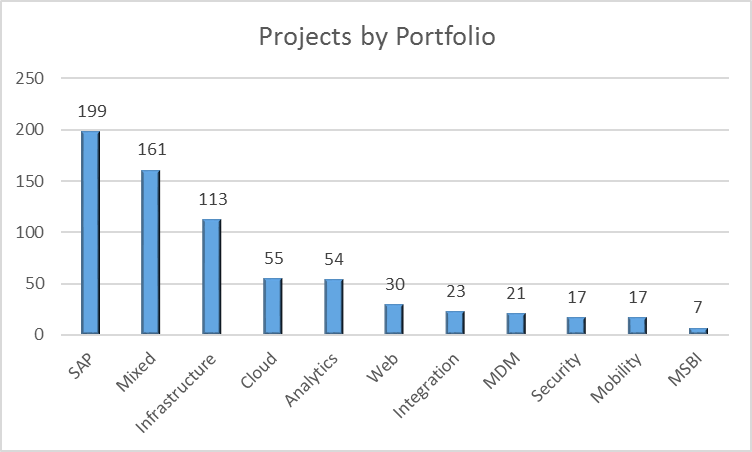 Projects by Portfolio
250
200
150
100
50
0
199
161
113
55
54
30
23
21
17
17
7
SAP
Mixed
Infrastructure
Cloud
Analytics
Web
Integration
MDM
Security
Mobility
MSBI